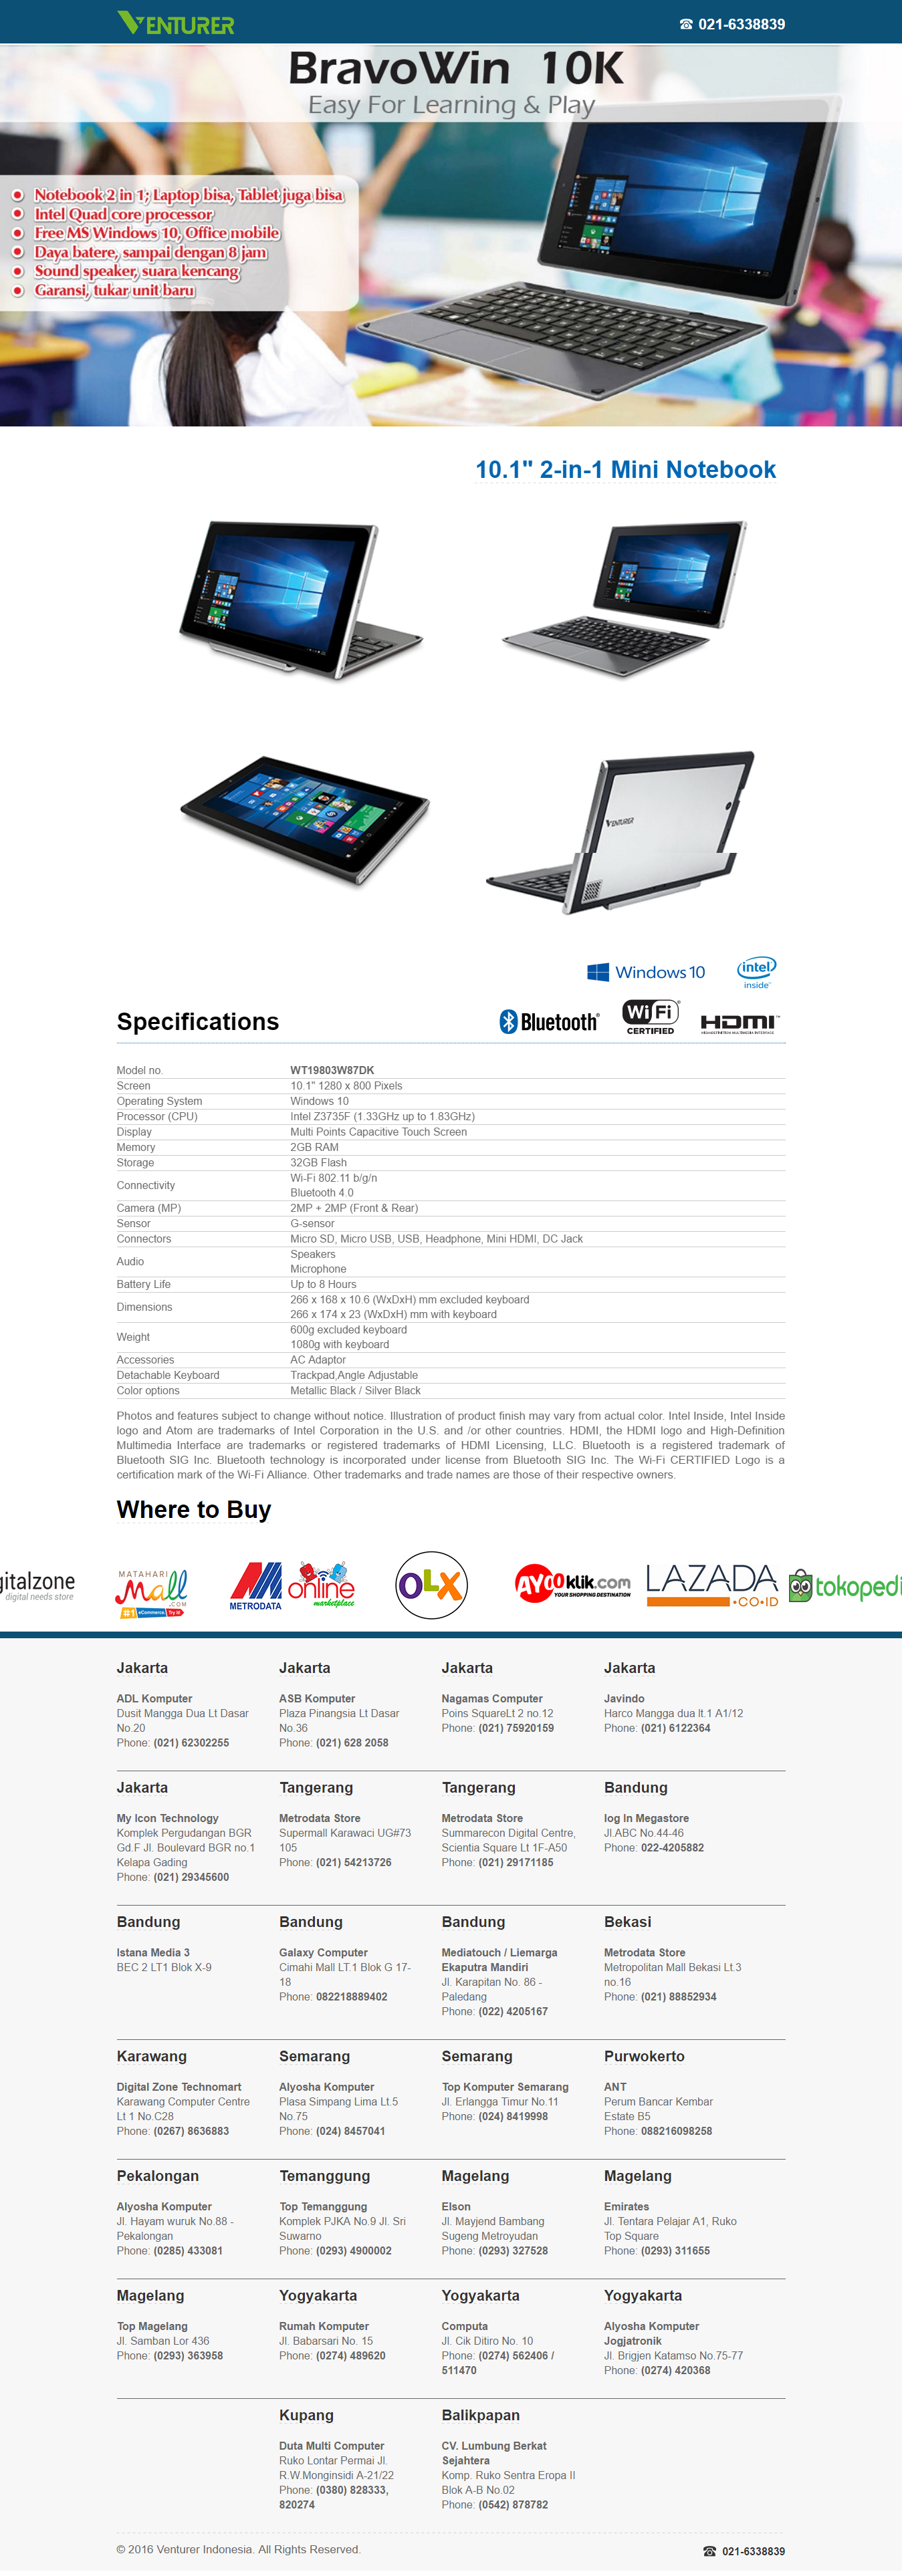 VENTURER
021-6338839
BravoWin 10K
Easy For Learning & Play
Notebook 2 in 1; Laptop bisa, Tablet juga bisa
Intel Quad core processor
Free MS Windows 10, Office mobile
Daya batere, sampai dengan 8 jam
Sound speaker, suara kencang
Garansi, tukar unit baru
10.1" 2-in-1 Mini Notebook
VENTURER
Windows 10
intel
inside™
Specifications
Bluetooth®
Wi Fi®
CERTIFIED
HDMI™
HIGH-DEFINITION MULTIMEDIA INTERFACE
Model no. WT19803W87DK
Screen 10.1" 1280 x 800 Pixels
Operating System Windows 10
Processor (CPU) Intel Z3735F (1.33GHz up to 1.83GHz)
Display Multi Points Capacitive Touch Screen
Memory 2GB RAM
Storage 32GB Flash
Connectivity Wi-Fi 802.11 b/g/n
Bluetooth 4.0
Camera (MP) 2MP + 2MP (Front & Rear)
Sensor G-sensor
Connectors Micro SD, Micro USB, USB, Headphone, Mini HDMI, DC Jack
Audio Speakers
Microphone
Battery Life Up to 8 Hours
Dimensions 266 x 168 x 10.6 (WxDxH) mm excluded keyboard
266 x 174 x 23 (WxDxH) mm with keyboard
Weight 600g excluded keyboard
1080g with keyboard
Accessories AC Adaptor
Detachable Keyboard Trackpad,Angle Adjustable
Color options Metallic Black / Silver Black
Photos and features subject to change without notice. Illustration of product finish may vary from actual color. Intel Inside, Intel Inside
logo and Atom are trademarks of Intel Corporation in the U.S. and /or other countries. HDMI, the HDMI logo and High-Definition
Multimedia Interface are trademarks or registered trademarks of HDMI Licensing, LLC. Bluetooth is a registered trademark of
Bluetooth SIG Inc. Bluetooth technology is incorporated under license from Bluetooth SIG Inc. The Wi-Fi CERTIFIED Logo is a
certification mark of the Wi-Fi Alliance. Other trademarks and trade names are those of their respective owners.
Where to Buy
gitalzone
digital needs store
MATAHARI
Mall
.COM
#1 eCommerce. Try it!
METRODATA
online
marketplace
OLX
AYOOklik.com
YOUR SHOPPING DESTINATION
LAZADA
.CO.ID
tokopedi
Jakarta Jakarta Jakarta Jakarta
ADL Komputer
Dusit Mangga Dua Lt Dasar
No.20
Phone: (021) 62302255
ASB Komputer
Plaza Pinangsia Lt Dasar
No.36
Phone: (021) 628 2058
Nagamas Computer
Poins SquareLt 2 no.12
Phone: (021) 75920159
Javindo
Harco Mangga dua lt.1 A1/12
Phone: (021) 6122364
Jakarta Tangerang Tangerang Bandung
My Icon Technology
Komplek Pergudangan BGR
Gd.F Jl. Boulevard BGR no.1
Kelapa Gading
Phone: (021) 29345600
Metrodata Store
Supermall Karawaci UG#73
105
Phone: (021) 54213726
Metrodata Store
Summarecon Digital Centre,
Scientia Square Lt 1F-A50
Phone: (021) 29171185
log In Megastore
Jl.ABC No.44-46
Phone: 022-4205882
Bandung Bandung Bandung Bekasi
Istana Media 3
BEC 2 LT1 Blok X-9
Galaxy Computer
Cimahi Mall LT.1 Blok G 17-
18
Phone: 082218889402
Mediatouch / Liemarga
Ekaputra Mandiri
Jl. Karapitan No. 86 -
Paledang
Phone: (022) 4205167
Metrodata Store
Metropolitan Mall Bekasi Lt.3
no.16
Phone: (021) 88852934
Karawang Semarang Semarang Purwokerto
Digital Zone Technomart
Karawang Computer Centre
Lt 1 No.C28
Phone: (0267) 8636883
Alyosha Komputer
Plasa Simpang Lima Lt.5
No.75
Phone: (024) 8457041
Top Komputer Semarang
Jl. Erlangga Timur No.11
Phone: (024) 8419998
ANT
Perum Bancar Kembar
Estate B5
Phone: 088216098258
Pekalongan Temanggung Magelang Magelang
Alyosha Komputer
Jl. Hayam wuruk No.88 -
Pekalongan
Phone: (0285) 433081
Top Temanggung
Komplek PJKA No.9 Jl. Sri
Suwarno
Phone: (0293) 4900002
Elson
Jl. Mayjend Bambang
Sugeng Metroyudan
Phone: (0293) 327528
Emirates
Jl. Tentara Pelajar A1, Ruko
Top Square
Phone: (0293) 311655
Magelang Yogyakarta Yogyakarta Yogyakarta
Top Magelang
Jl. Samban Lor 436
Phone: (0293) 363958
Rumah Komputer
Jl. Babarsari No. 15
Phone: (0274) 489620
Computa
Jl. Cik Ditiro No. 10
Phone: (0274) 562406 /
511470
Alyosha Komputer
Jogjatronik
Jl. Brigjen Katamso No.75-77
Phone: (0274) 420368
Kupang Balikpapan
Duta Multi Computer
Ruko Lontar Permai Jl.
R.W.Monginsidi A-21/22
Phone: (0380) 828333,
820274
CV. Lumbung Berkat
Sejahtera
Komp. Ruko Sentra Eropa II
Blok A-B No.02
Phone: (0542) 878782
© 2016 Venturer Indonesia. All Rights Reserved.
021-6338839